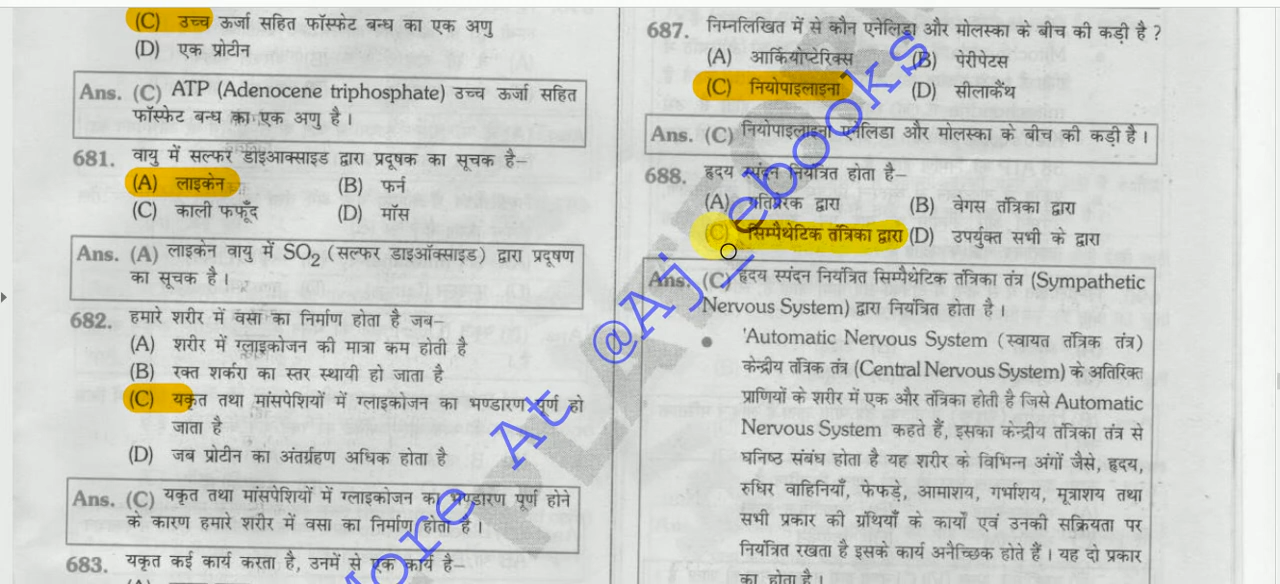 (C) उच्च ऊर्जा सहित फॉस्फेट बन्ध का एक अणु
(D) एक प्रोटीन
Ans. (C) ATP (Adenocene triphosphate) उच्च ऊर्जा सहित
फॉस्फेट बन्ध का एक अणु है।
681. वायु में सल्फर डाइआक्साइड द्वारा प्रदूषक का सूचक है–
(A) लाइकेन (B) फर्न
(C) काली फफूँद (D) मॉस
Ans. (A) लाइकेन वायु में SO2 (सल्फर डाइऑक्साइड) द्वारा प्रदूषण
का सूचक है।
682. हमारे शरीर में वसा का निर्माण होता है जब–
(A) शरीर में ग्लाइकोजन की मात्रा कम होती है
(B) रक्त शर्करा का स्तर स्थायी हो जाता है
(C) यकृत तथा मांसपेशियों में ग्लाइकोजन का भण्डारण पूर्ण हो
जाता है
(D) जब प्रोटीन का अंतर्ग्रहण अधिक होता है
Ans. (C) यकृत तथा मांसपेशियों में ग्लाइकोजन का भण्डारण पूर्ण होने
के कारण हमारे शरीर में वसा का निर्माण होता है।
683. यकृत कई कार्य करता है, उनमें से एक कार्य है–
687. निम्नलिखित में से कौन एनेलिडा और मोलस्का के बीच की कड़ी है ?
(A) आर्कियोप्टेरिक्स (B) पेरीपेटस
(C) नियोपाइलाइना (D) सीलाकैंथ
Ans. (C) नियोपाइलाइना एनेलिडा और मोलस्का के बीच की कड़ी है।
688. हृदय स्पंदन नियंत्रित होता है–
(A) गतिप्रेरक द्वारा (B) वेगस तंत्रिका द्वारा
(C) सिम्पैथेटिक तंत्रिका द्वारा (D) उपर्युक्त सभी के द्वारा
Ans. (C) हृदय स्पंदन नियंत्रित सिम्पैथेटिक तंत्रिका तंत्र (Sympathetic
Nervous System) द्वारा नियंत्रित होता है।
• 'Automatic Nervous System (स्वायत तंत्रिक तंत्र)
केन्द्रीय तंत्रिक तंत्र (Central Nervous System) के अतिरिक्त
प्राणियों के शरीर में एक और तंत्रिका होती है जिसे Automatic
Nervous System कहते हैं, इसका केन्द्रीय तंत्रिका तंत्र से
घनिष्ठ संबंध होता है यह शरीर के विभिन्न अंगों जैसे, हृदय,
रुधिर वाहिनियाँ, फेफड़े, आमाशय, गर्भाशय, मूत्राशय तथा
सभी प्रकार की ग्रंथियों के कार्यों एवं उनकी सक्रियता पर
नियंत्रित रखता है इसके कार्य अनैच्छिक होते हैं। यह दो प्रकार
का होता है।
More At @Aj_ebooks